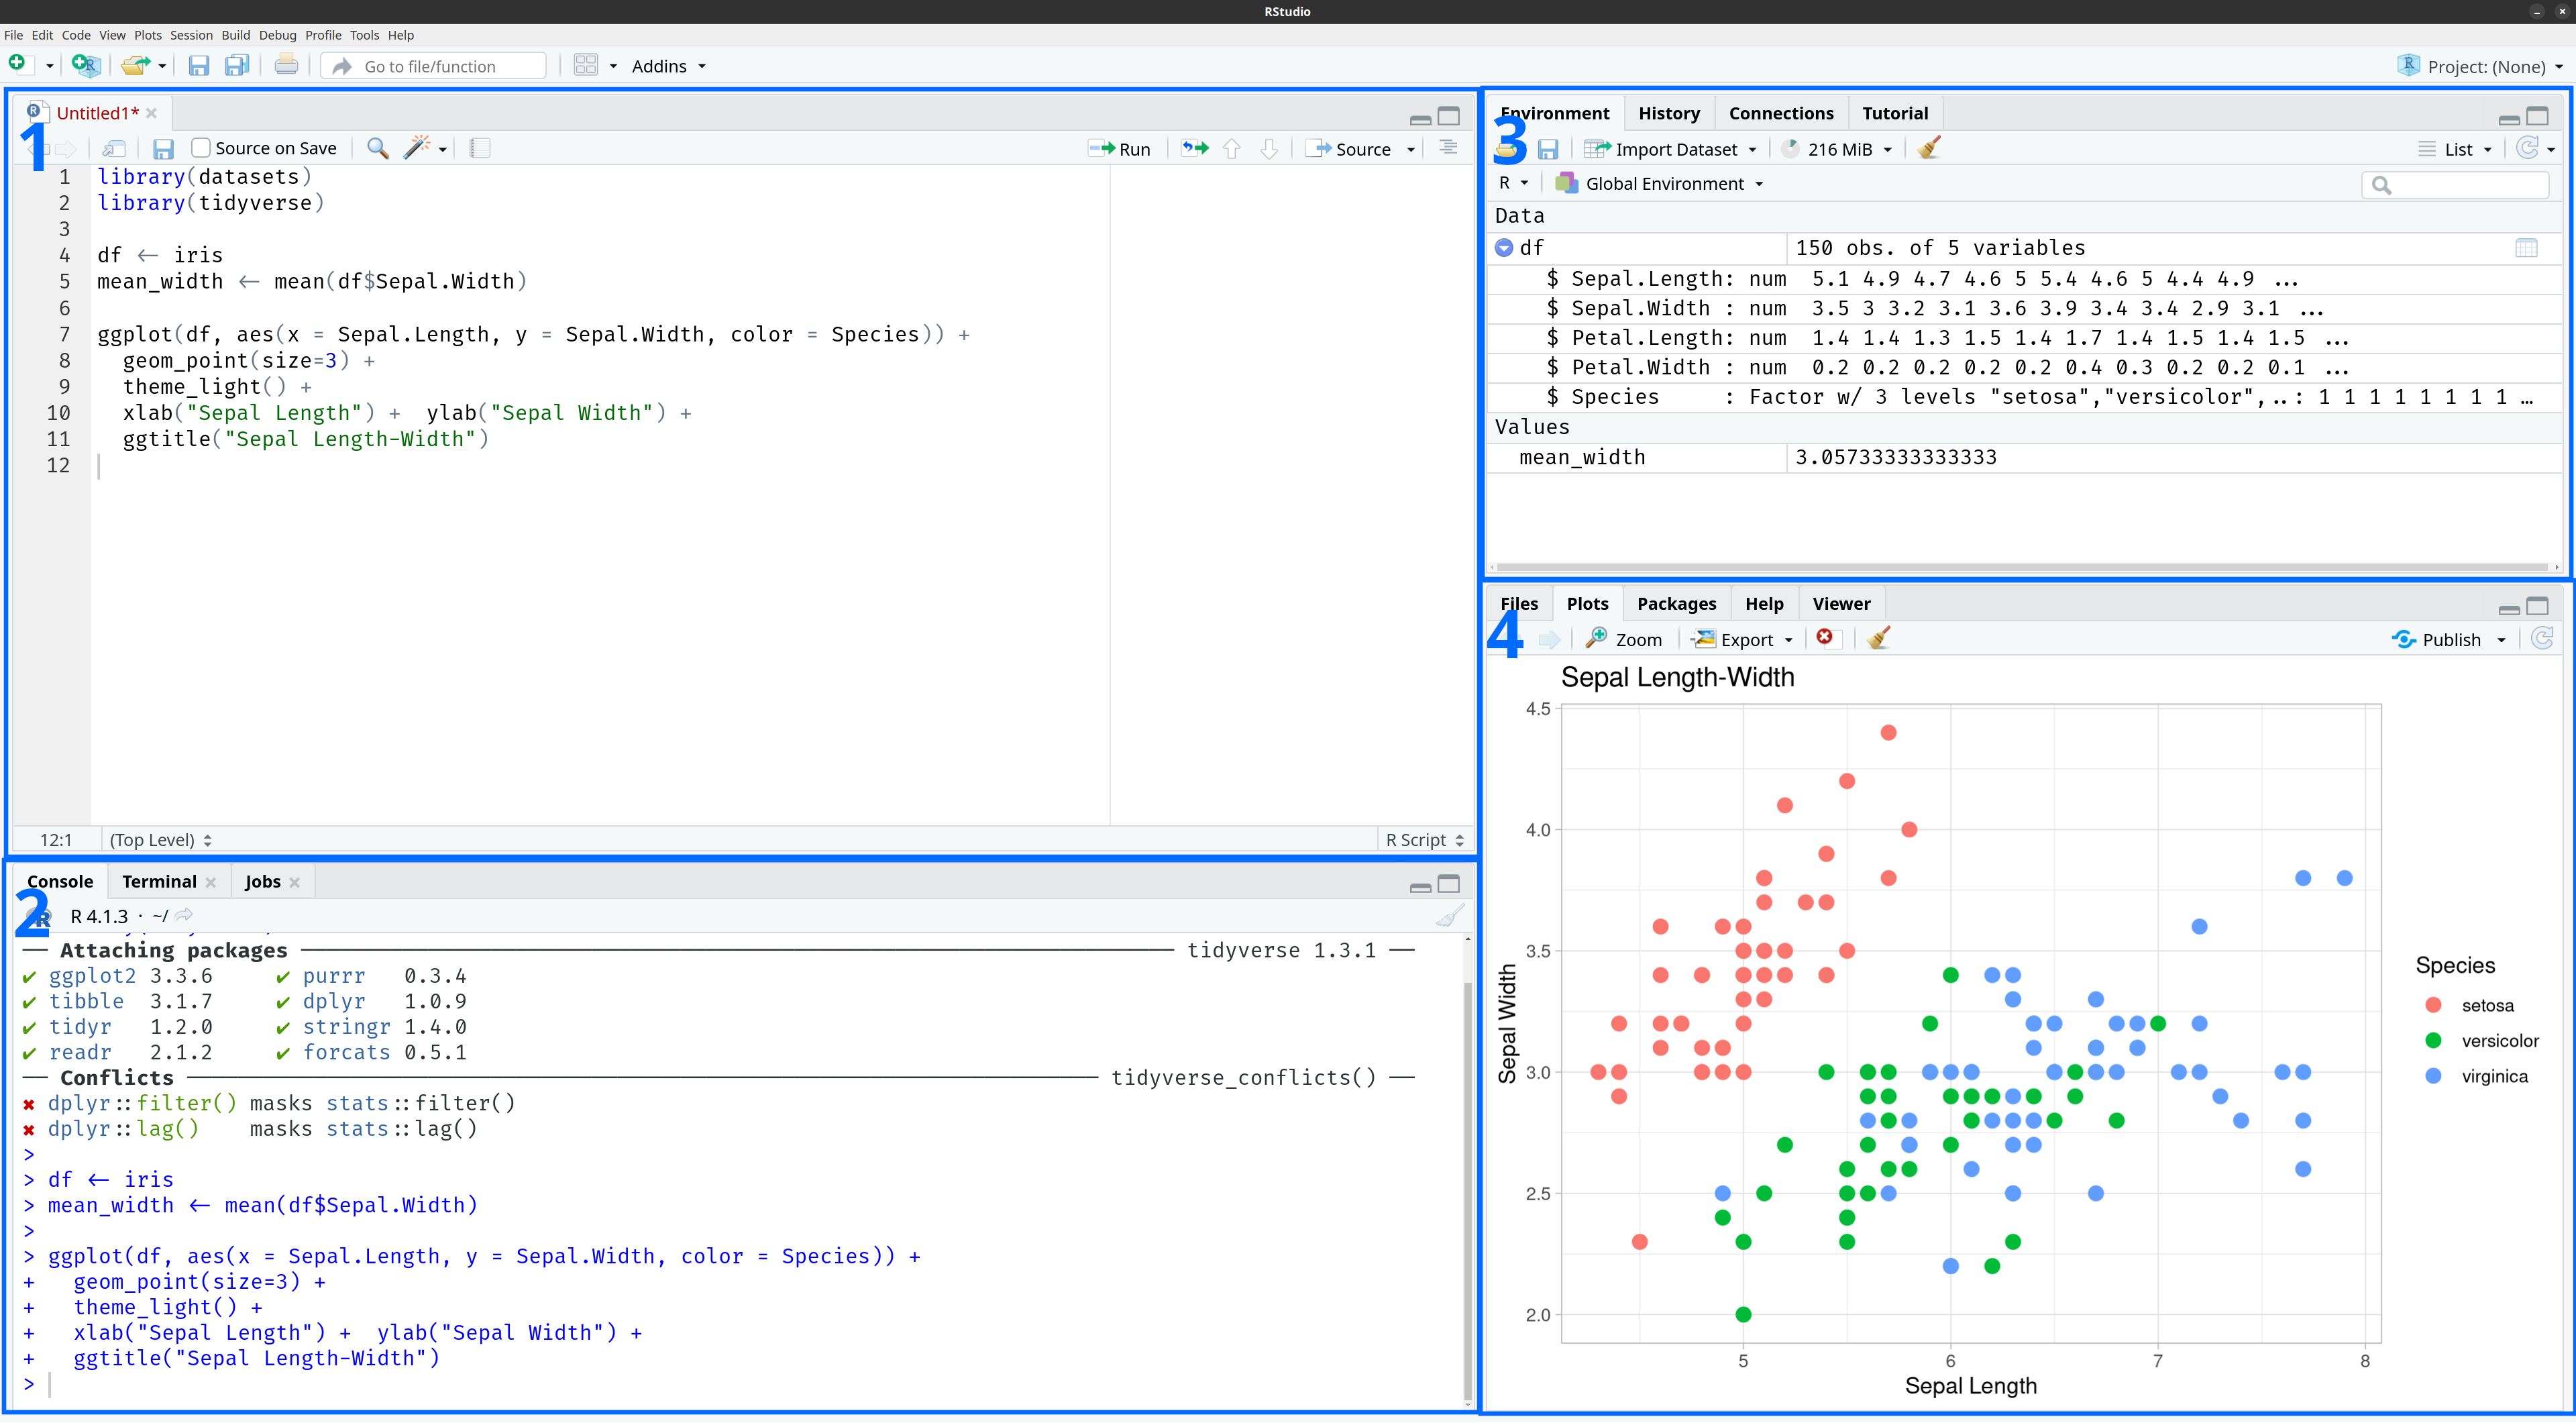 RStudio
File Edit Code View Plots Session Build Debug Profile Tools Help
Go to file/function Addins Project: (None)
1
Untitled1*
Source on Save Run Source
1 library(datasets)
2 library(tidyverse)
3
4 df ← iris
5 mean_width ← mean(df$Sepal.Width)
6
7 ggplot(df, aes(x = Sepal.Length, y = Sepal.Width, color = Species)) +
8 geom_point(size=3) +
9 theme_light() +
10 xlab("Sepal Length") + ylab("Sepal Width") +
11 ggtitle("Sepal Length-Width")
12
12:1 (Top Level) R Script
2
Console Terminal Jobs
R 4.1.3 · ~/
── Attaching packages ── tidyverse 1.3.1 ──
✔ ggplot2 3.3.6 ✔ purrr 0.3.4
✔ tibble 3.1.7 ✔ dplyr 1.0.9
✔ tidyr 1.2.0 ✔ stringr 1.4.0
✔ readr 2.1.2 ✔ forcats 0.5.1
── Conflicts ── tidyverse_conflicts() ──
✖ dplyr::filter() masks stats::filter()
✖ dplyr::lag() masks stats::lag()
>
> df ← iris
> mean_width ← mean(df$Sepal.Width)
>
> ggplot(df, aes(x = Sepal.Length, y = Sepal.Width, color = Species)) +
+ geom_point(size=3) +
+ theme_light() +
+ xlab("Sepal Length") + ylab("Sepal Width") +
+ ggtitle("Sepal Length-Width")
>
3
Environment History Connections Tutorial
Import Dataset 216 MiB List
R Global Environment
Data
df 150 obs. of 5 variables
$ Sepal.Length: num 5.1 4.9 4.7 4.6 5 5.4 4.6 5 4.4 4.9 ...
$ Sepal.Width : num 3.5 3 3.2 3.1 3.6 3.9 3.4 3.4 2.9 3.1 ...
$ Petal.Length: num 1.4 1.4 1.3 1.5 1.4 1.7 1.4 1.5 1.4 1.5 ...
$ Petal.Width : num 0.2 0.2 0.2 0.2 0.2 0.4 0.3 0.2 0.2 0.1 ...
$ Species : Factor w/ 3 levels "setosa","versicolor",..: 1 1 1 1 1 1 1 1 …
Values
mean_width 3.05733333333333
4
Files Plots Packages Help Viewer
Zoom Export Publish
Sepal Length-Width
4.5
4.0
3.5
3.0
2.5
2.0
Sepal Width
5 6 7 8
Sepal Length
Species
setosa
versicolor
virginica